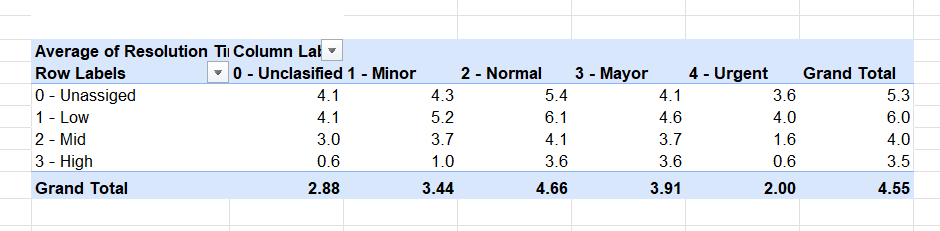 Average of Resolution Ti Column Lal
Row Labels 0 - Unclasified 1 - Minor 2 - Normal 3 - Mayor 4 - Urgent Grand Total
0 - Unassiged 4.1 4.3 5.4 4.1 3.6 5.3
1 - Low 4.1 5.2 6.1 4.6 4.0 6.0
2 - Mid 3.0 3.7 4.1 3.7 1.6 4.0
3 - High 0.6 1.0 3.6 3.6 0.6 3.5
Grand Total 2.88 3.44 4.66 3.91 2.00 4.55